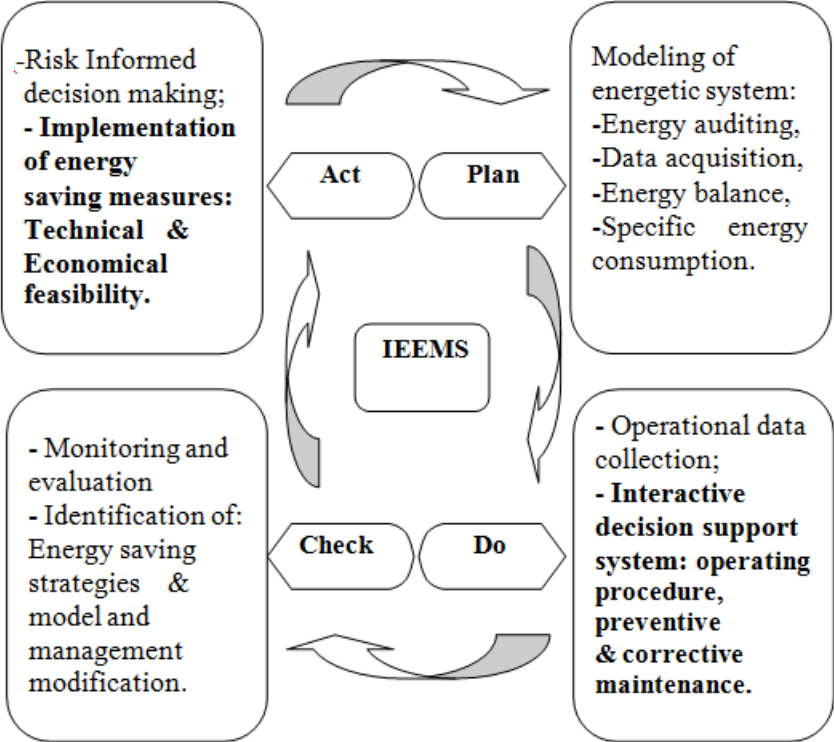 -Risk Informed
decision making;
- Implementation
of energy
saving measures:
Technical &
Economical
feasibility.
Act
Plan
Modeling of
energetic system:
-Energy auditing,
-Data acquisition,
-Energy balance,
-Specific energy
consumption.
IEEMS
- Monitoring and
evaluation
- Identification of:
Energy saving
strategies &
model and
management
modification.
Check
Do
- Operational data
collection;
- Interactive
decision support
system: operating
procedure,
preventive
& corrective
maintenance.